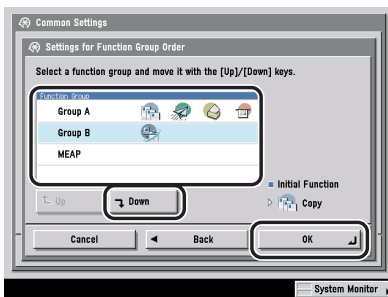 Common Settings
Settings for Function Group Order
Select a function group and move it with the [Up]/[Down] keys.
Function Group
Group A
Group B
MEAP
Initial Function
Up
Down
Copy
Cancel
Back
OK
System Monitor